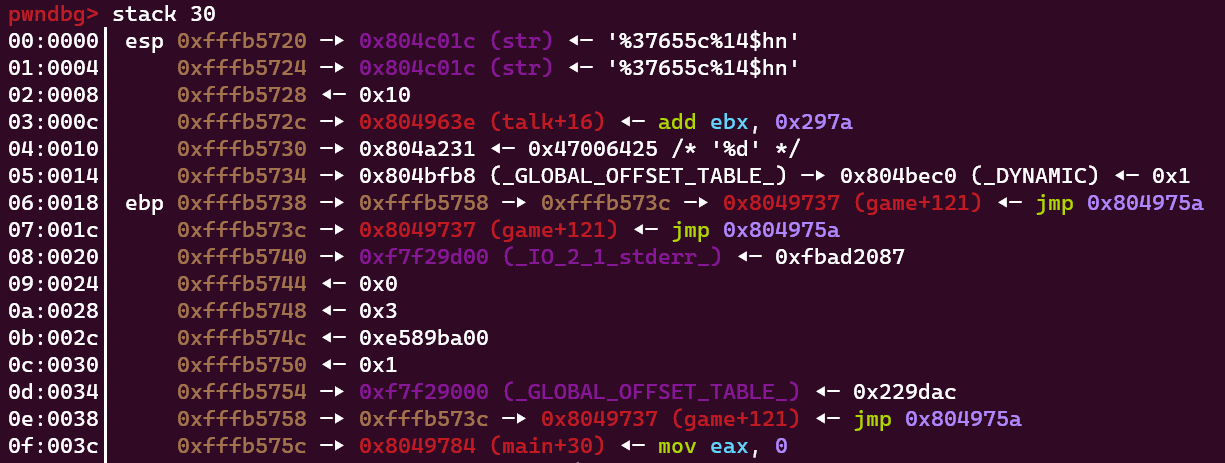 pwndbg> stack 30
00:0000│ esp 0xfffb5720 —▸ 0x804c01c (str) ◂— '%37655c%14$hn'
01:0004│     0xfffb5724 —▸ 0x804c01c (str) ◂— '%37655c%14$hn'
02:0008│     0xfffb5728 ◂— 0x10
03:000c│     0xfffb572c —▸ 0x804963e (talk+16) ◂— add ebx, 0x297a
04:0010│     0xfffb5730 —▸ 0x804a231 ◂— 0x47006425 /* '%d' */
05:0014│     0xfffb5734 —▸ 0x804bfb8 (_GLOBAL_OFFSET_TABLE_) —▸ 0x804bec0 (_DYNAMIC) ◂— 0x1
06:0018│ ebp 0xfffb5738 —▸ 0xfffb5758 —▸ 0xfffb573c —▸ 0x8049737 (game+121) ◂— jmp 0x804975a
07:001c│     0xfffb573c —▸ 0x8049737 (game+121) ◂— jmp 0x804975a
08:0020│     0xfffb5740 —▸ 0xf7f29d00 (_IO_2_1_stderr_) ◂— 0xfbad2087
09:0024│     0xfffb5744 ◂— 0x0
0a:0028│     0xfffb5748 ◂— 0x3
0b:002c│     0xfffb574c ◂— 0xe589ba00
0c:0030│     0xfffb5750 ◂— 0x1
0d:0034│     0xfffb5754 —▸ 0xf7f29000 (_GLOBAL_OFFSET_TABLE_) ◂— 0x229dac
0e:0038│     0xfffb5758 —▸ 0xfffb573c —▸ 0x8049737 (game+121) ◂— jmp 0x804975a
0f:003c│     0xfffb575c —▸ 0x8049784 (main+30) ◂— mov eax, 0